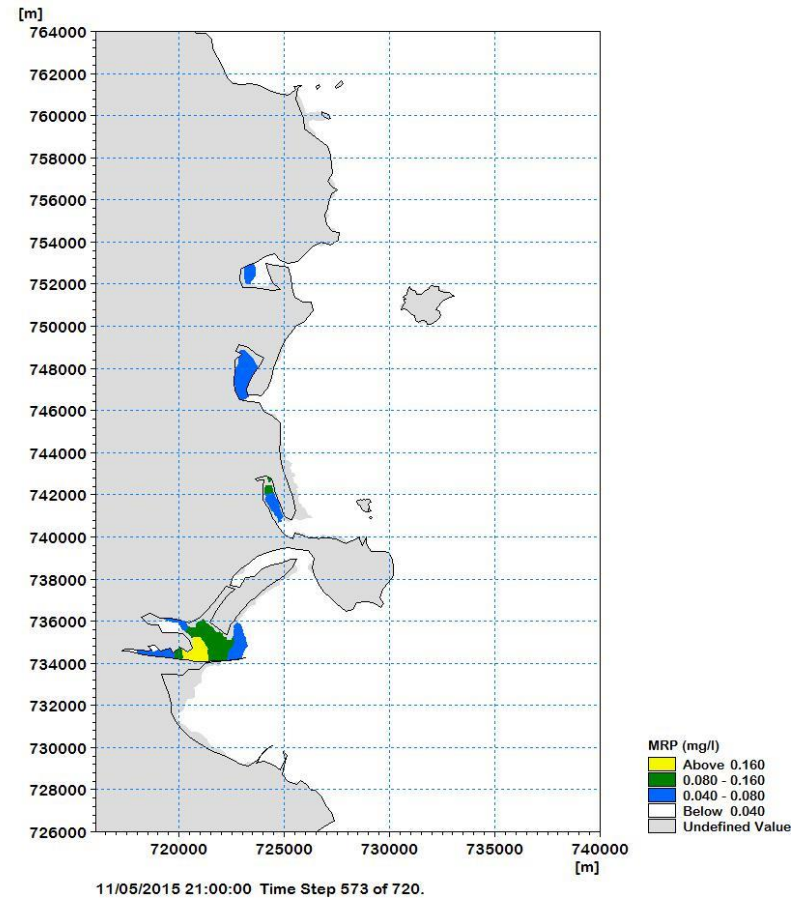 [m]
764000
762000
760000
758000
756000
754000
752000
750000
748000
746000
744000
742000
740000
738000
736000
734000
732000
730000
728000
726000
720000 725000 730000 735000 740000
[m]
MRP (mg/l)
Above 0.160
0.080 - 0.160
0.040 - 0.080
Below 0.040
Undefined Value
11/05/2015 21:00:00 Time Step 573 of 720.